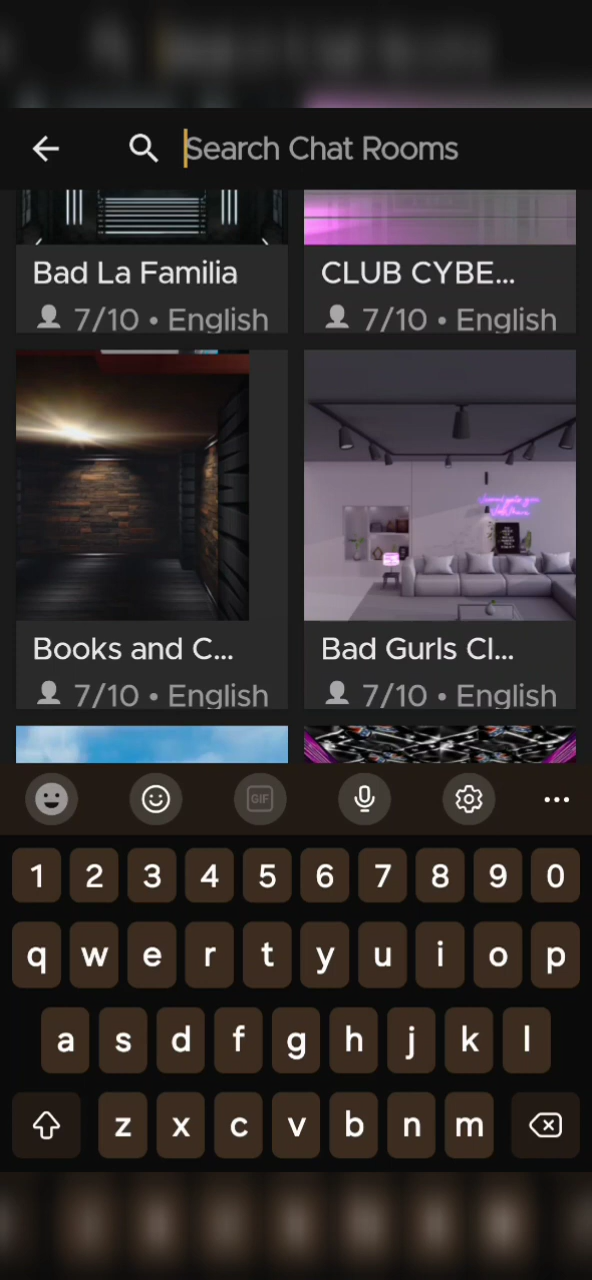 Search Chat Rooms
Bad La Familia
CLUB CYBE...
7/10 • English
7/10 • English
Books and C...
Bad Gurls Cl...
7/10 • English
7/10 • English
GIF
1 2 3 4 5 6 7 8 9 0
q w e r t y u i o p
a s d f g h j k l
z x c v b n m